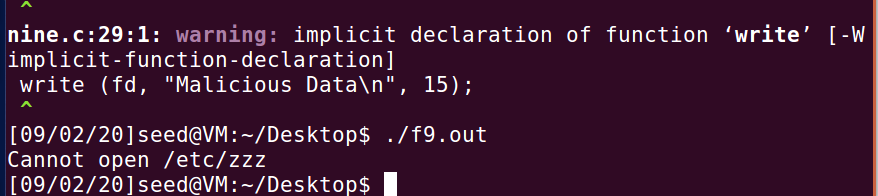 ^
nine.c:29:1: warning: implicit declaration of function ‘write’ [-W
implicit-function-declaration]
 write (fd, "Malicious Data\n", 15);
 ^
[09/02/20]seed@VM:~/Desktop$ ./f9.out
Cannot open /etc/zzz
[09/02/20]seed@VM:~/Desktop$